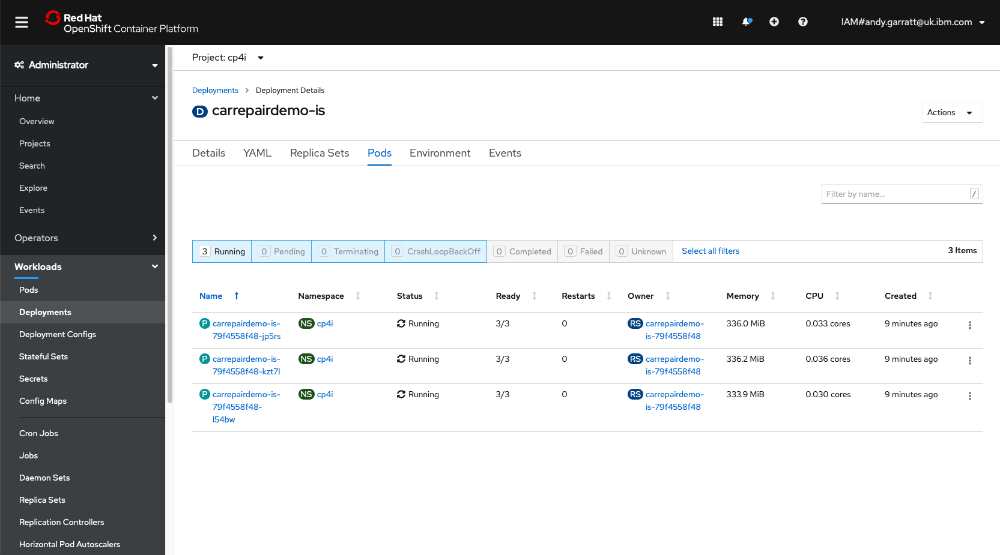 Red Hat
OpenShift Container Platform
IAM#andy.garratt@uk.ibm.com
Administrator
Home
Overview
Projects
Search
Explore
Events
Operators
Workloads
Pods
Deployments
Deployment Configs
Stateful Sets
Secrets
Config Maps
Cron Jobs
Jobs
Daemon Sets
Replica Sets
Replication Controllers
Horizontal Pod Autoscalers
Project: cp4i
Deployments > Deployment Details
D carrepairdemo-is
Actions
Details YAML Replica Sets Pods Environment Events
Filter by name... /
3 Running 0 Pending 0 Terminating 0 CrashLoopBackOff 0 Completed 0 Failed 0 Unknown Select all filters 3 Items
Name Namespace Status Ready Restarts Owner Memory CPU Created
P carrepairdemo-is- NS cp4i Running 3/3 0 RS carrepairdemo- 336.0 MiB 0.033 cores 9 minutes ago
79f4558f48-jp5rs is-79f4558f48
P carrepairdemo-is- NS cp4i Running 3/3 0 RS carrepairdemo- 336.2 MiB 0.036 cores 9 minutes ago
79f4558f48-kzt7l is-79f4558f48
P carrepairdemo-is- NS cp4i Running 3/3 0 RS carrepairdemo- 333.9 MiB 0.030 cores 9 minutes ago
79f4558f48- is-79f4558f48
l54bw